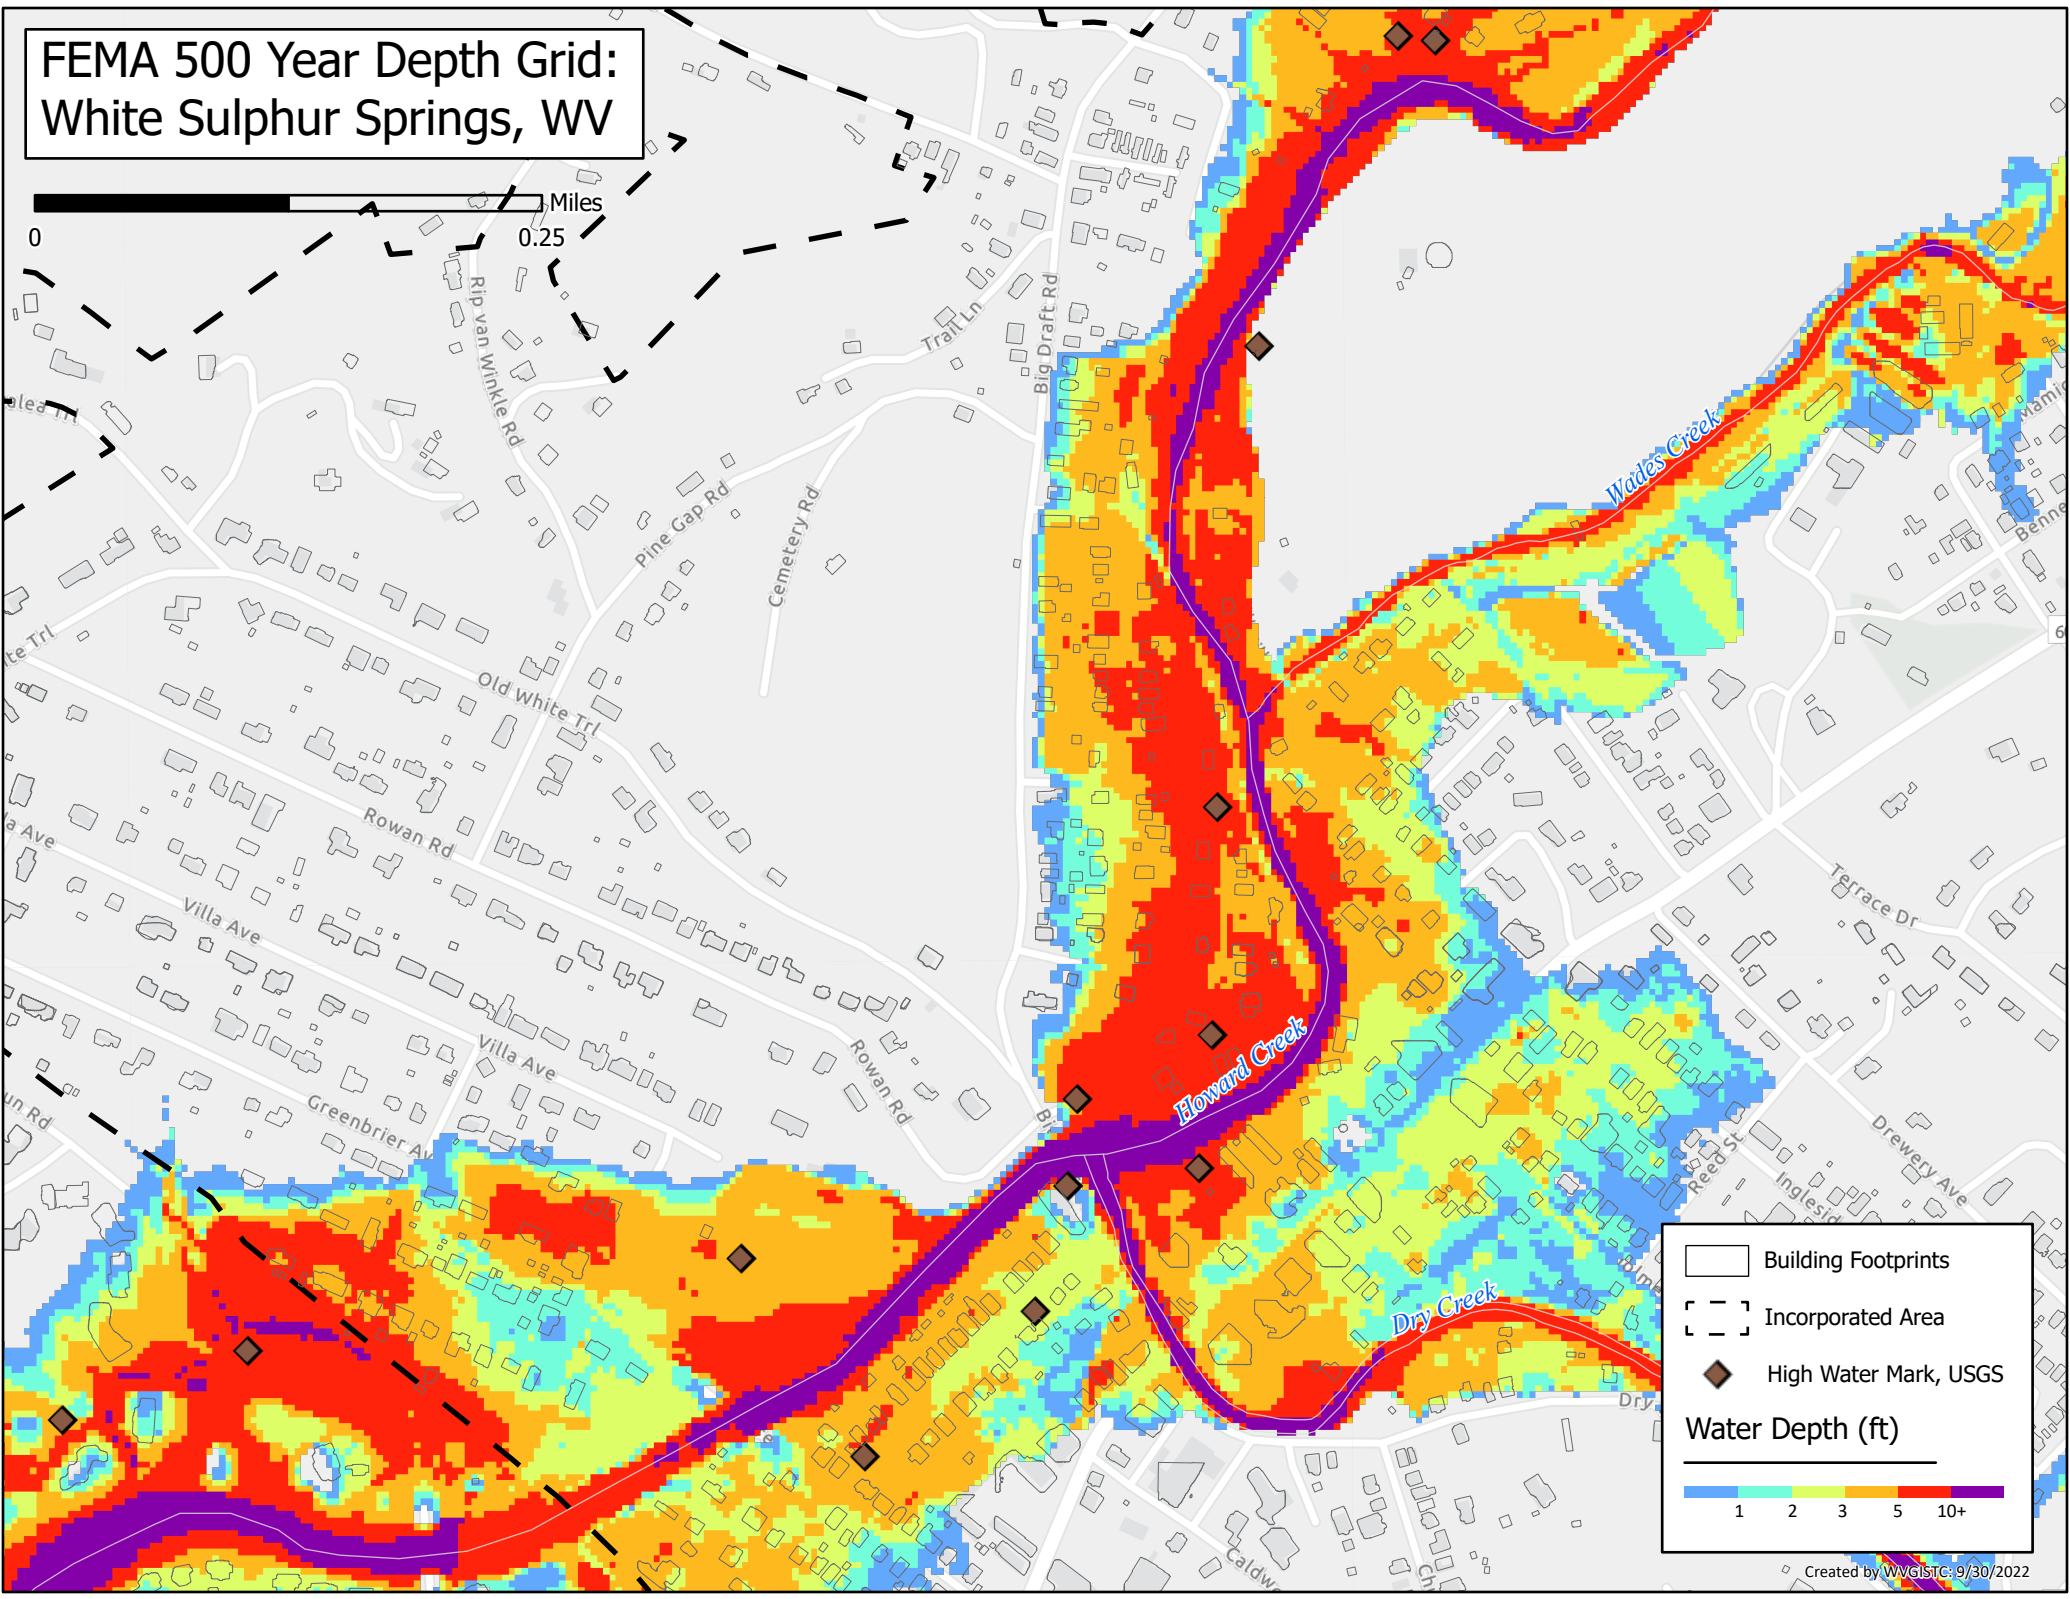 FEMA 500 Year Depth Grid:
White Sulphur Springs, WV
Miles
0
0.25
Rip van Winkle Rd
Trail Ln
Big Draft Rd
Pine Gap Rd
Cemetery Rd
Wades Creek
Old White Trl
Rowan Rd
Villa Ave
Terrace Dr
Villa Ave
Rowan Rd
Howard Creek
Greenbrier Av
Reed St
Drewery Ave
Dry Creek
Dry
Building Footprints
Incorporated Area
High Water Mark, USGS
Water Depth (ft)
1 2 3 5 10+
Created by WVGISTC: 9/30/2022